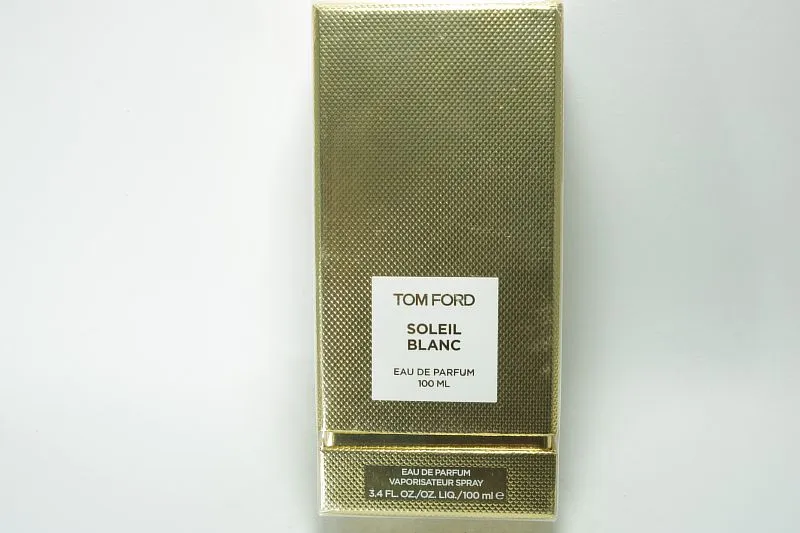 TOM FORD
SOLEIL
BLANC
EAU DE PARFUM
100 ML
EAU DE PARFUM
VAPORISATEUR SPRAY
3.4 FL. OZ./OZ. LIQ./100 ml ℮